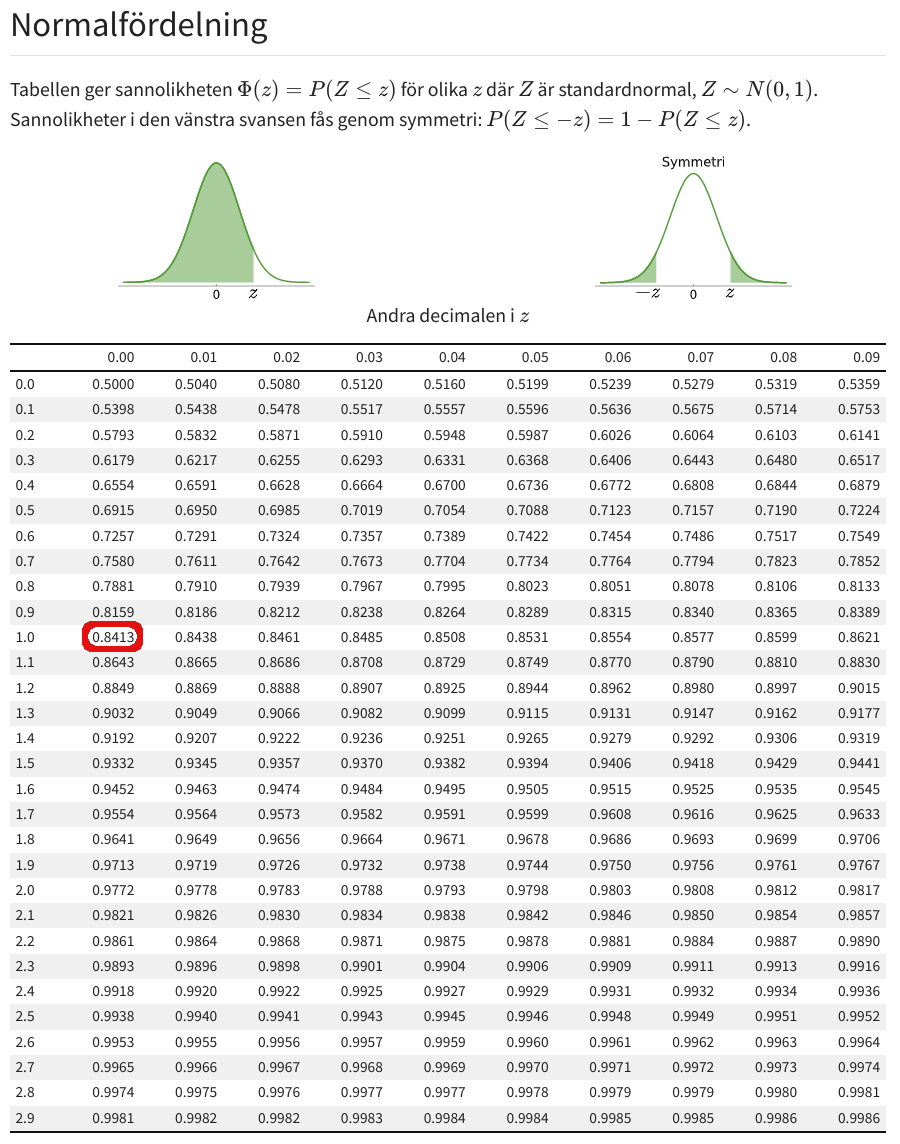 Normalfördelning
Tabellen ger sannolikheten Φ(z) = P(Z ≤ z) för olika z där Z är standardnormal, Z ∼ N(0, 1).
Sannolikheter i den vänstra svansen fås genom symmetri: P(Z ≤ −z) = 1 − P(Z ≤ z).
Symmetri
0 z
−z 0 z
Andra decimalen i z
0.00 0.01 0.02 0.03 0.04 0.05 0.06 0.07 0.08 0.09
0.0 0.5000 0.5040 0.5080 0.5120 0.5160 0.5199 0.5239 0.5279 0.5319 0.5359
0.1 0.5398 0.5438 0.5478 0.5517 0.5557 0.5596 0.5636 0.5675 0.5714 0.5753
0.2 0.5793 0.5832 0.5871 0.5910 0.5948 0.5987 0.6026 0.6064 0.6103 0.6141
0.3 0.6179 0.6217 0.6255 0.6293 0.6331 0.6368 0.6406 0.6443 0.6480 0.6517
0.4 0.6554 0.6591 0.6628 0.6664 0.6700 0.6736 0.6772 0.6808 0.6844 0.6879
0.5 0.6915 0.6950 0.6985 0.7019 0.7054 0.7088 0.7123 0.7157 0.7190 0.7224
0.6 0.7257 0.7291 0.7324 0.7357 0.7389 0.7422 0.7454 0.7486 0.7517 0.7549
0.7 0.7580 0.7611 0.7642 0.7673 0.7704 0.7734 0.7764 0.7794 0.7823 0.7852
0.8 0.7881 0.7910 0.7939 0.7967 0.7995 0.8023 0.8051 0.8078 0.8106 0.8133
0.9 0.8159 0.8186 0.8212 0.8238 0.8264 0.8289 0.8315 0.8340 0.8365 0.8389
1.0 0.8413 0.8438 0.8461 0.8485 0.8508 0.8531 0.8554 0.8577 0.8599 0.8621
1.1 0.8643 0.8665 0.8686 0.8708 0.8729 0.8749 0.8770 0.8790 0.8810 0.8830
1.2 0.8849 0.8869 0.8888 0.8907 0.8925 0.8944 0.8962 0.8980 0.8997 0.9015
1.3 0.9032 0.9049 0.9066 0.9082 0.9099 0.9115 0.9131 0.9147 0.9162 0.9177
1.4 0.9192 0.9207 0.9222 0.9236 0.9251 0.9265 0.9279 0.9292 0.9306 0.9319
1.5 0.9332 0.9345 0.9357 0.9370 0.9382 0.9394 0.9406 0.9418 0.9429 0.9441
1.6 0.9452 0.9463 0.9474 0.9484 0.9495 0.9505 0.9515 0.9525 0.9535 0.9545
1.7 0.9554 0.9564 0.9573 0.9582 0.9591 0.9599 0.9608 0.9616 0.9625 0.9633
1.8 0.9641 0.9649 0.9656 0.9664 0.9671 0.9678 0.9686 0.9693 0.9699 0.9706
1.9 0.9713 0.9719 0.9726 0.9732 0.9738 0.9744 0.9750 0.9756 0.9761 0.9767
2.0 0.9772 0.9778 0.9783 0.9788 0.9793 0.9798 0.9803 0.9808 0.9812 0.9817
2.1 0.9821 0.9826 0.9830 0.9834 0.9838 0.9842 0.9846 0.9850 0.9854 0.9857
2.2 0.9861 0.9864 0.9868 0.9871 0.9875 0.9878 0.9881 0.9884 0.9887 0.9890
2.3 0.9893 0.9896 0.9898 0.9901 0.9904 0.9906 0.9909 0.9911 0.9913 0.9916
2.4 0.9918 0.9920 0.9922 0.9925 0.9927 0.9929 0.9931 0.9932 0.9934 0.9936
2.5 0.9938 0.9940 0.9941 0.9943 0.9945 0.9946 0.9948 0.9949 0.9951 0.9952
2.6 0.9953 0.9955 0.9956 0.9957 0.9959 0.9960 0.9961 0.9962 0.9963 0.9964
2.7 0.9965 0.9966 0.9967 0.9968 0.9969 0.9970 0.9971 0.9972 0.9973 0.9974
2.8 0.9974 0.9975 0.9976 0.9977 0.9977 0.9978 0.9979 0.9979 0.9980 0.9981
2.9 0.9981 0.9982 0.9982 0.9983 0.9984 0.9984 0.9985 0.9985 0.9986 0.9986